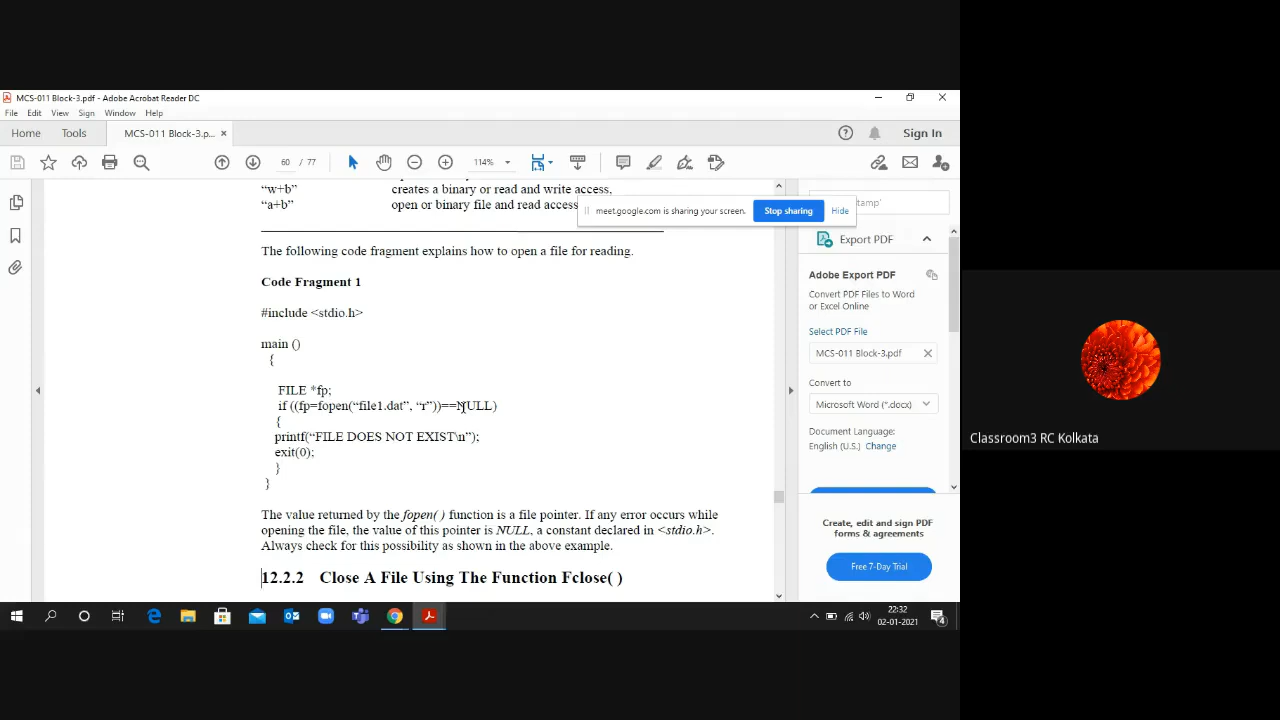 MCS-011 Block-3.pdf - Adobe Acrobat Reader DC
File Edit View Sign Window Help
Home Tools MCS-011 Block-3.p... × Sign In
60 / 77 114%
"w+b" creates a binary or read and write access,
"a+b" open or binary file and read access
meet.google.com is sharing your screen. Stop sharing Hide
The following code fragment explains how to open a file for reading.
Code Fragment 1
#include <stdio.h>
main ()
{
FILE *fp;
if ((fp=fopen("file1.dat", "r"))==NULL)
{
printf("FILE DOES NOT EXIST\n");
exit(0);
}
}
The value returned by the fopen( ) function is a file pointer. If any error occurs while
opening the file, the value of this pointer is NULL, a constant declared in <stdio.h>.
Always check for this possibility as shown in the above example.
12.2.2 Close A File Using The Function Fclose( )
Export PDF
Adobe Export PDF
Convert PDF Files to Word
or Excel Online
Select PDF File
MCS-011 Block-3.pdf
Convert to
Microsoft Word (*.docx)
Document Language:
English (U.S.) Change
Create, edit and sign PDF
forms & agreements
Free 7-Day Trial
22:32
02-01-2021
4
Classroom3 RC Kolkata